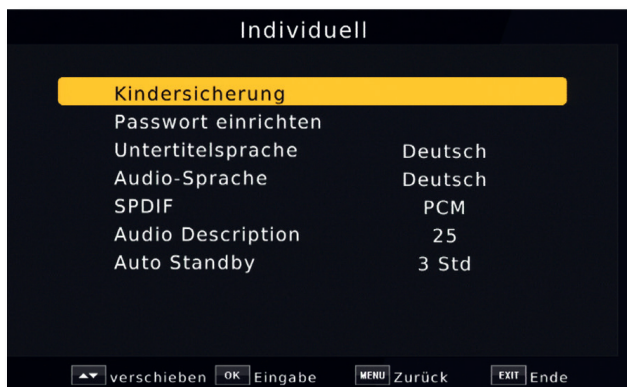 Individuell
Kindersicherung
Passwort einrichten
Untertitelsprache Deutsch
Audio-Sprache Deutsch
SPDIF PCM
Audio Description 25
Auto Standby 3 Std
▲▼ verschieben OK Eingabe MENU Zurück EXIT Ende